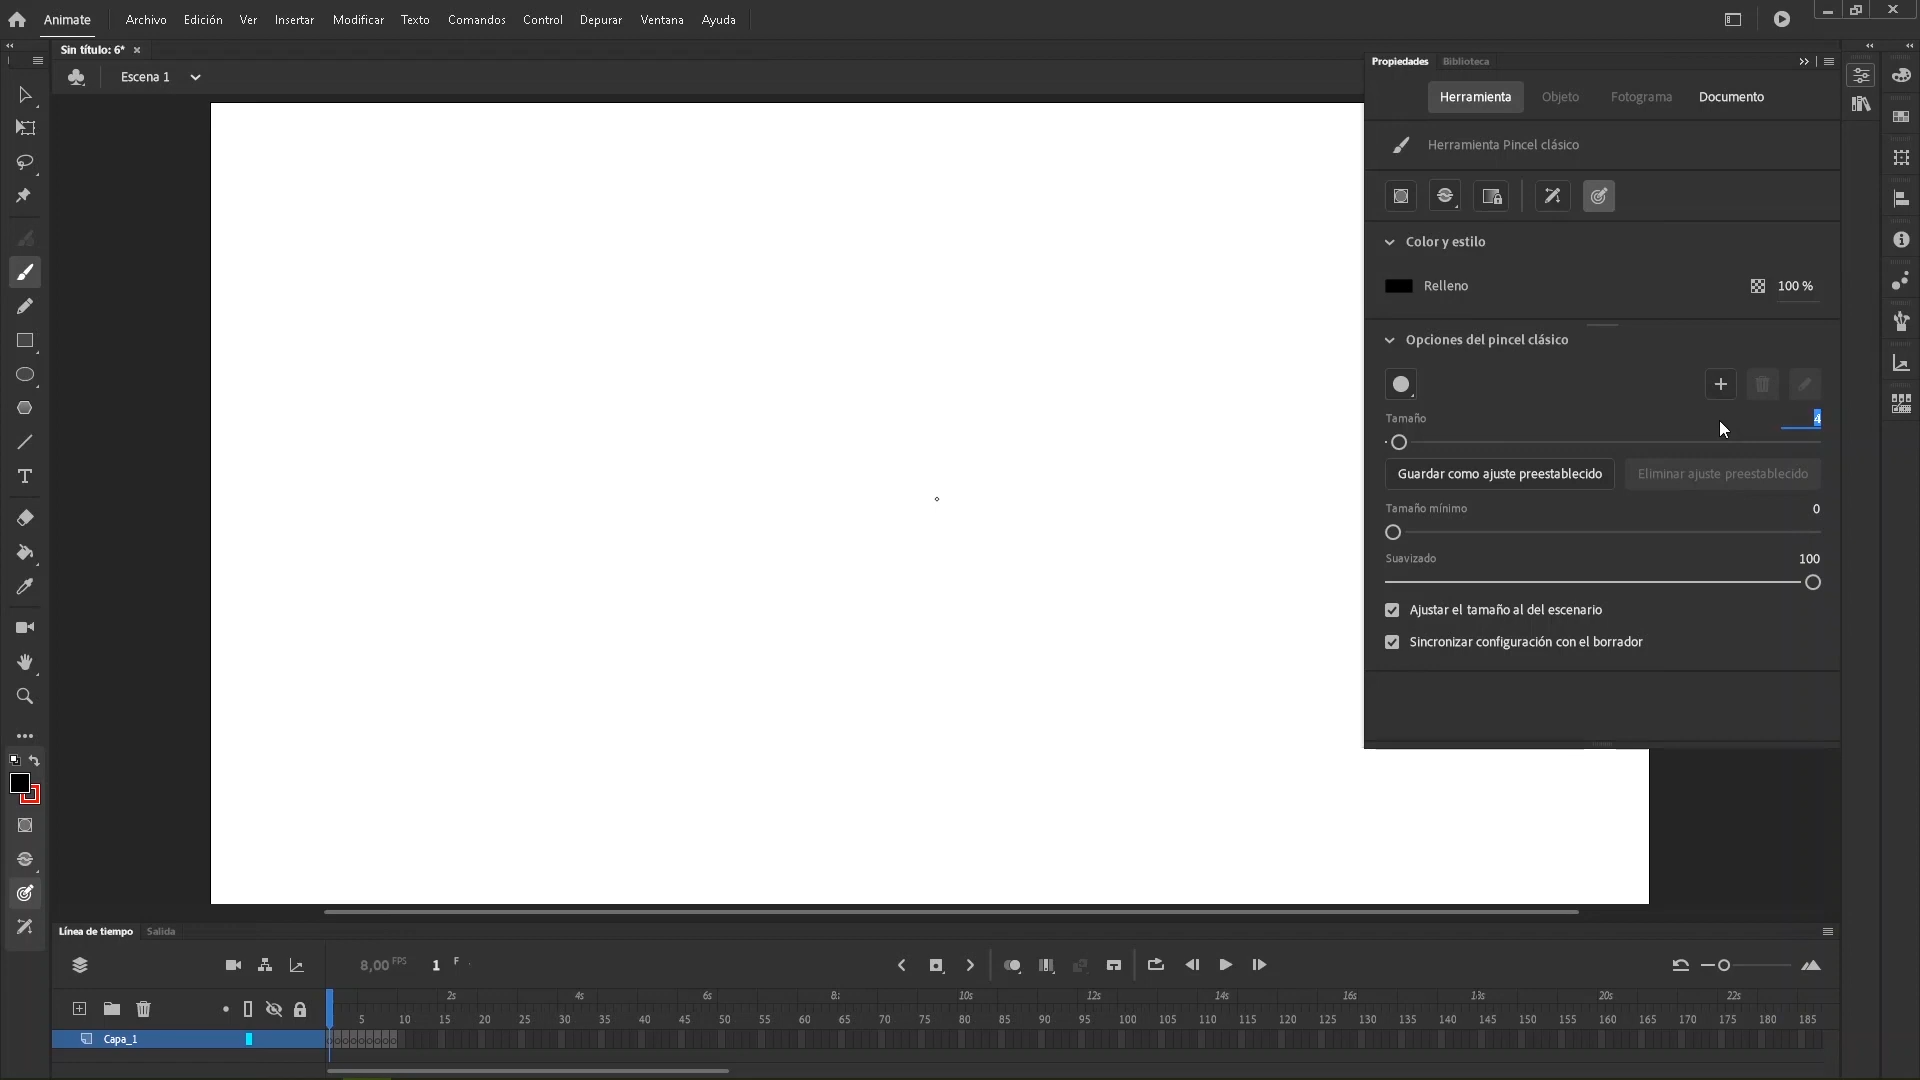 Animate Archivo Edición Ver Insertar Modificar Texto Comandos Control Depurar Ventana Ayuda
Sin título: 6*
Escena 1
Propiedades Biblioteca
Herramienta Objeto Fotograma Documento
Herramienta Pincel clásico
Color y estilo
Relleno 100 %
Opciones del pincel clásico
Tamaño 4
Guardar como ajuste preestablecido Eliminar ajuste preestablecido
Tamaño mínimo 0
Suavizado 100
Ajustar el tamaño al del escenario
Sincronizar configuración con el borrador
Línea de tiempo Salida
8,00 FPS 1 F
2s 4s 6s 8s 10s 12s 14s 16s 18s 20s 22s
5 10 15 20 25 30 35 40 45 50 55 60 65 70 75 80 85 90 95 100 105 110 115 120 125 130 135 140 145 150 155 160 165 170 175 180 185
Capa_1